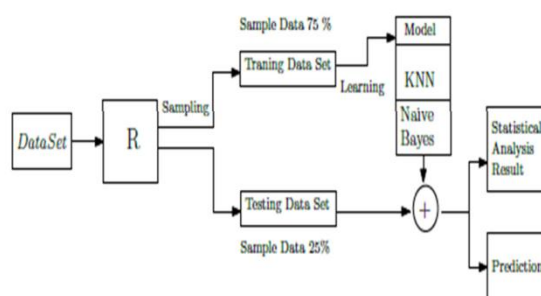 Sample Data 75 %
Model
Traning Data Set
Sampling
Learning
KNN
DataSet
R
Naive
Bayes
Statistical
Analysis
Result
Testing Data Set
+
Sample Data 25%
Prediction